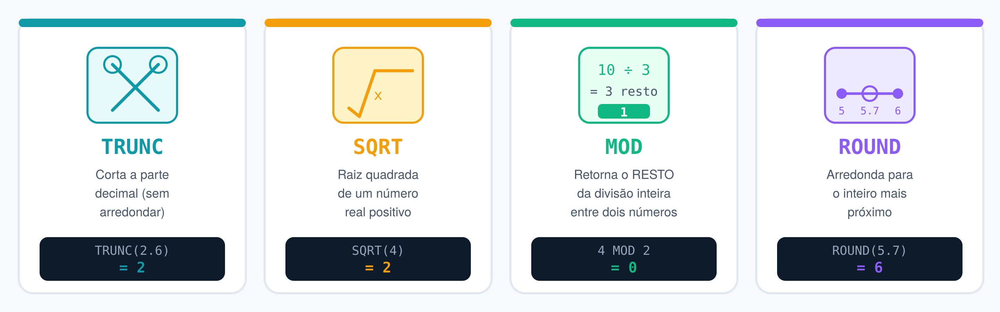 TRUNC
Corta a parte
decimal (sem
arredondar)
TRUNC(2.6)
= 2
x
SQRT
Raiz quadrada
de um número
real positivo
SQRT(4)
= 2
10 ÷ 3
= 3 resto
1
MOD
Retorna o RESTO
da divisão inteira
entre dois números
4 MOD 2
= 0
5 5.7 6
ROUND
Arredonda para
o inteiro mais
próximo
ROUND(5.7)
= 6